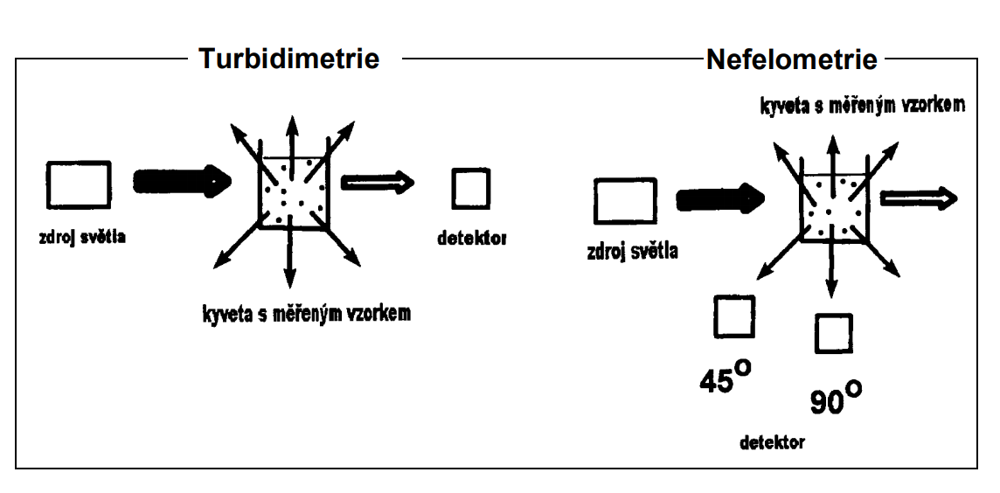 Turbidimetrie
zdroj světla
detektor
kyveta s měřeným vzorkem
Nefelometrie
kyveta s měřeným vzorkem
zdroj světla
45°
90°
detektor